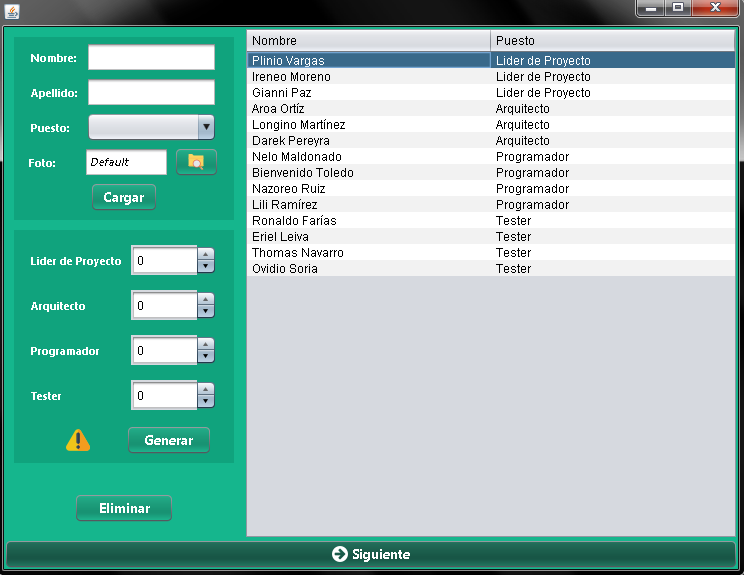 Nombre:
Apellido:
Puesto:
Foto: Default
Cargar
Lider de Proyecto 0
Arquitecto 0
Programador 0
Tester 0
Generar
Eliminar
Nombre Puesto
Plinio Vargas Lider de Proyecto
Ireneo Moreno Lider de Proyecto
Gianni Paz Lider de Proyecto
Aroa Ortíz Arquitecto
Longino Martínez Arquitecto
Darek Pereyra Arquitecto
Nelo Maldonado Programador
Bienvenido Toledo Programador
Nazoreo Ruiz Programador
Lili Ramírez Programador
Ronaldo Farías Tester
Eriel Leiva Tester
Thomas Navarro Tester
Ovidio Soria Tester
Siguiente